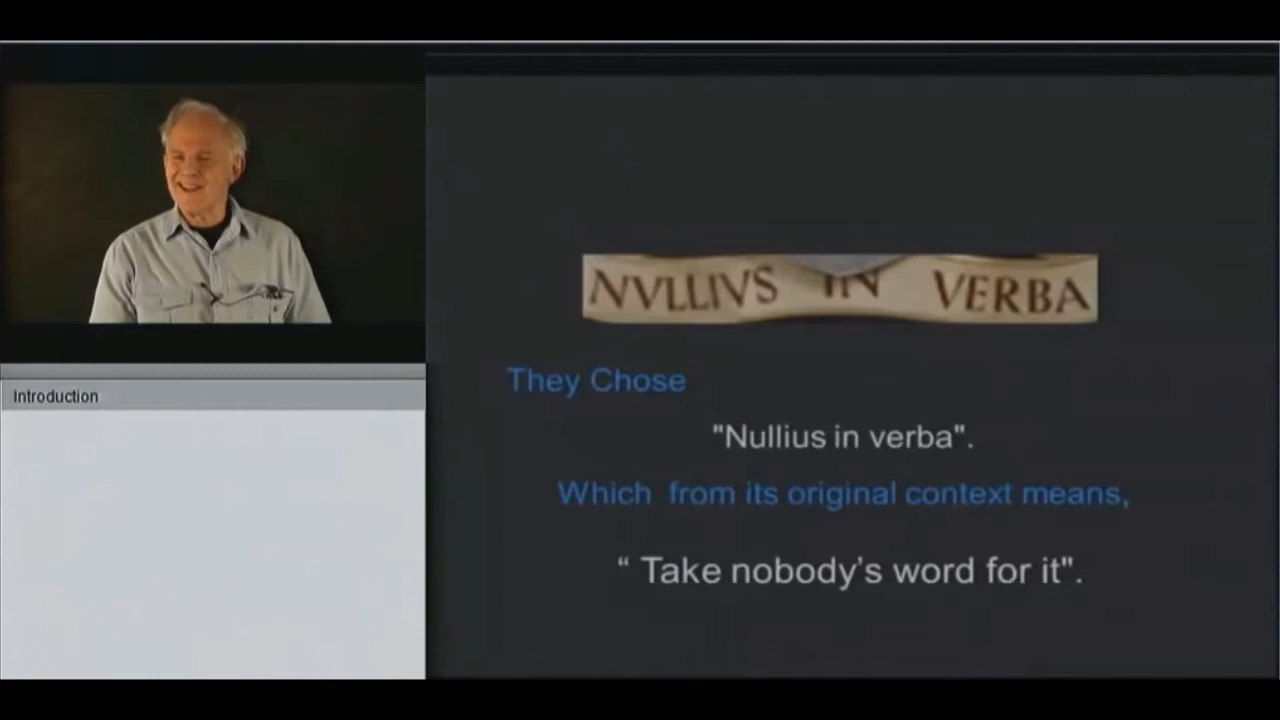 NVLLIVS IN VERBA
They Chose
"Nullius in verba".
Which from its original context means,
“ Take nobody’s word for it".
Introduction